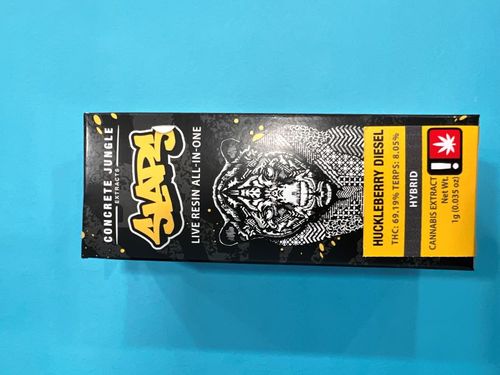 CONCRETE JUNGLE
EXTRACTS
SLAPS
LIVE RESIN ALL-IN-ONE
HUCKLEBERRY DIESEL
THC: 69.19% TERPS: 8.05%
HYBRID
CANNABIS EXTRACT
Net Wt.
1g (0.035 oz)
!